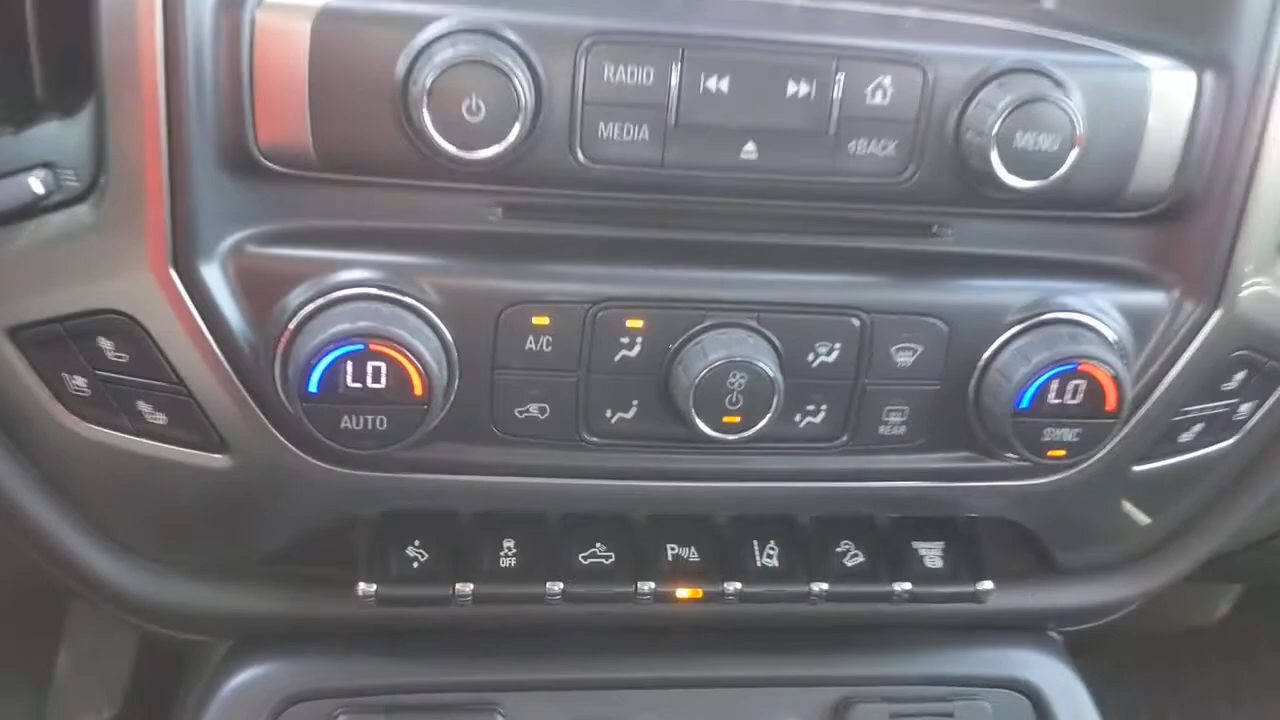 RADIO
MEDIA
BACK
MENU
A/C
LO
AUTO
LO
SYNC
REAR
OFF
P